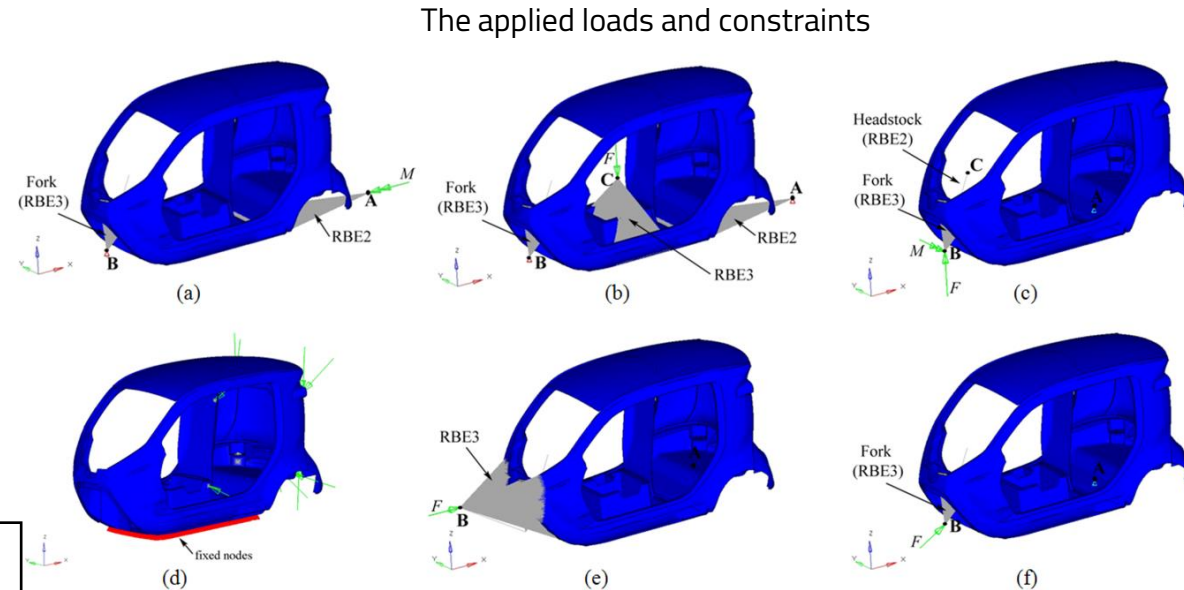 The applied loads and constraints
Fork
(RBE3)
B
RBE2
A
M
z
Y
X
(a)
Fork
(RBE3)
B
F
C
A
RBE2
RBE3
z
Y
X
(b)
Headstock
(RBE2)
C
Fork
(RBE3)
A
M
B
F
z
Y
X
(c)
fixed nodes
z
Y
X
(d)
RBE3
F
B
A
z
Y
X
(e)
Fork
(RBE3)
A
B
F
z
Y
X
(f)